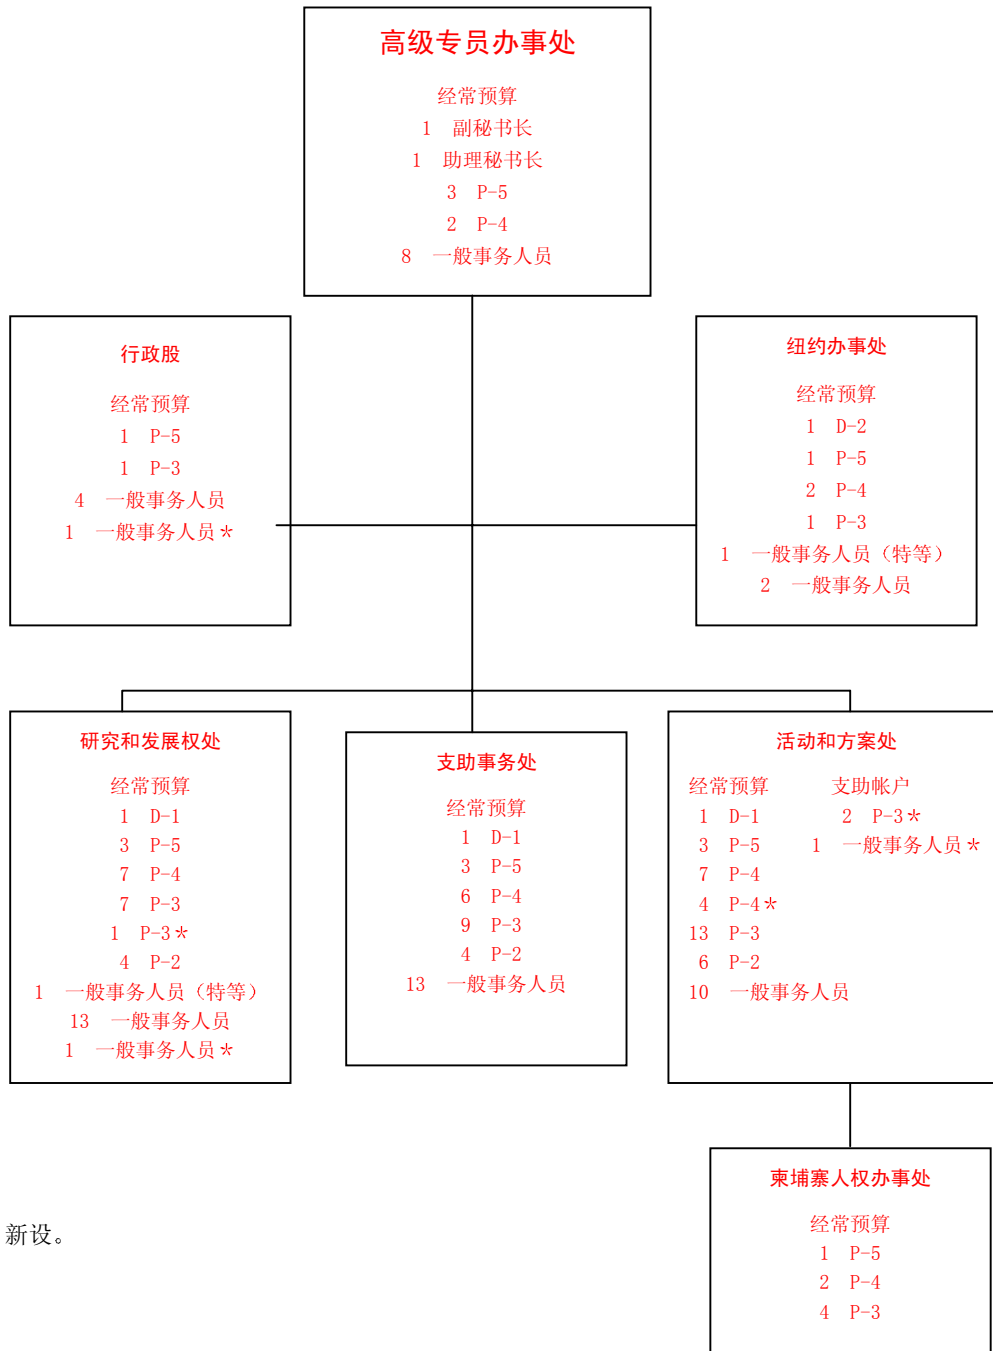 高级专员办事处
经常预算
1 副秘书长
1 助理秘书长
3 P-5
2 P-4
8 一般事务人员
行政股
经常预算
1 P-5
1 P-3
4 一般事务人员
1 一般事务人员*
纽约办事处
经常预算
1 D-2
1 P-5
2 P-4
1 P-3
1 一般事务人员（特等）
2 一般事务人员
研究和发展权处
经常预算
1 D-1
3 P-5
7 P-4
7 P-3
1 P-3*
4 P-2
1 一般事务人员（特等）
13 一般事务人员
1 一般事务人员*
支助事务处
经常预算
1 D-1
3 P-5
6 P-4
9 P-3
4 P-2
13 一般事务人员
活动和方案处
经常预算
1 D-1
3 P-5
7 P-4
4 P-4*
13 P-3
6 P-2
10 一般事务人员
支助帐户
2 P-3*
1 一般事务人员*
柬埔寨人权办事处
经常预算
1 P-5
2 P-4
4 P-3
新设。